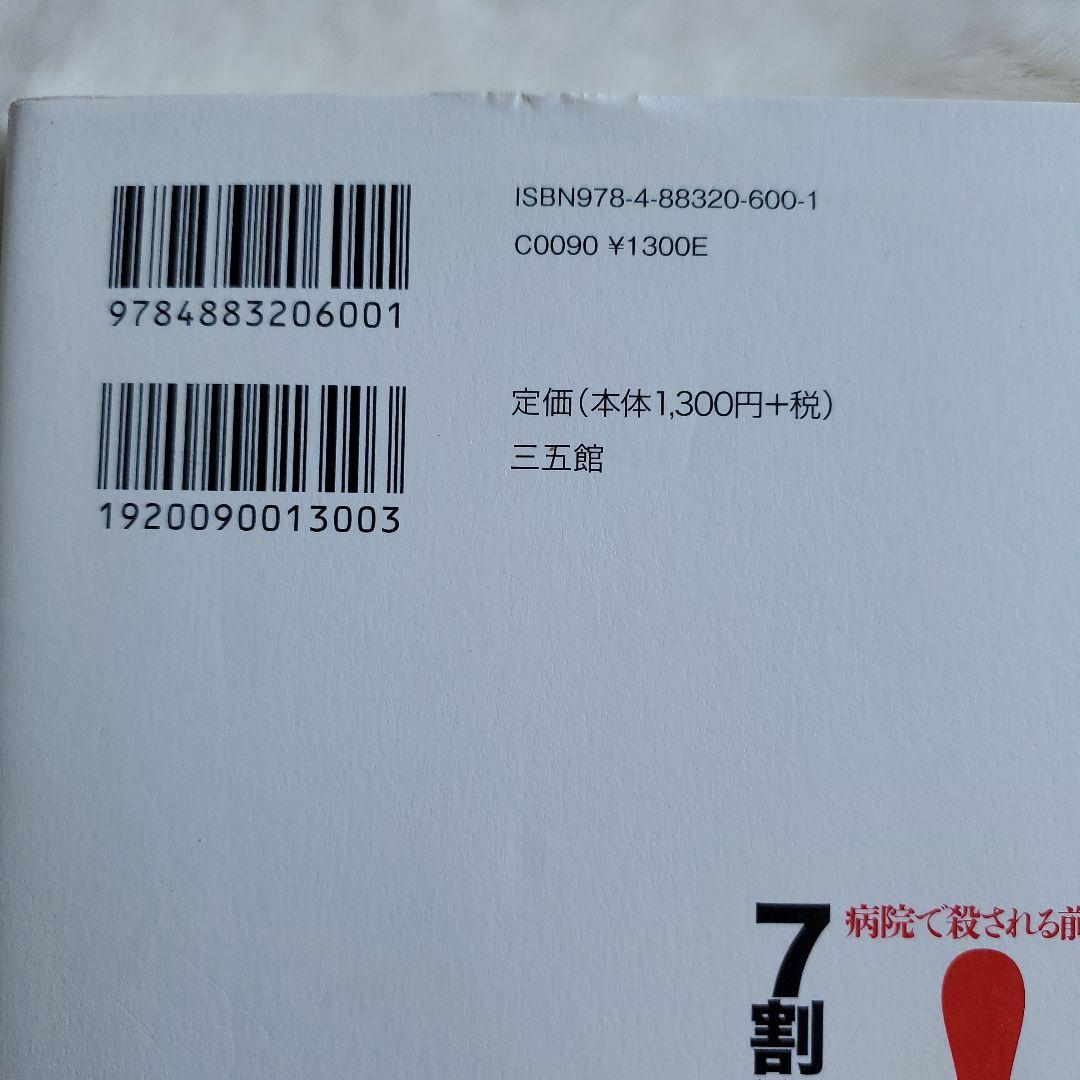 9784883206001
ISBN978-4-88320-600-1
C0090 ¥1300E
1920090013003
定価(本体1,300円+税)
三五館
病院で殺される前
7割